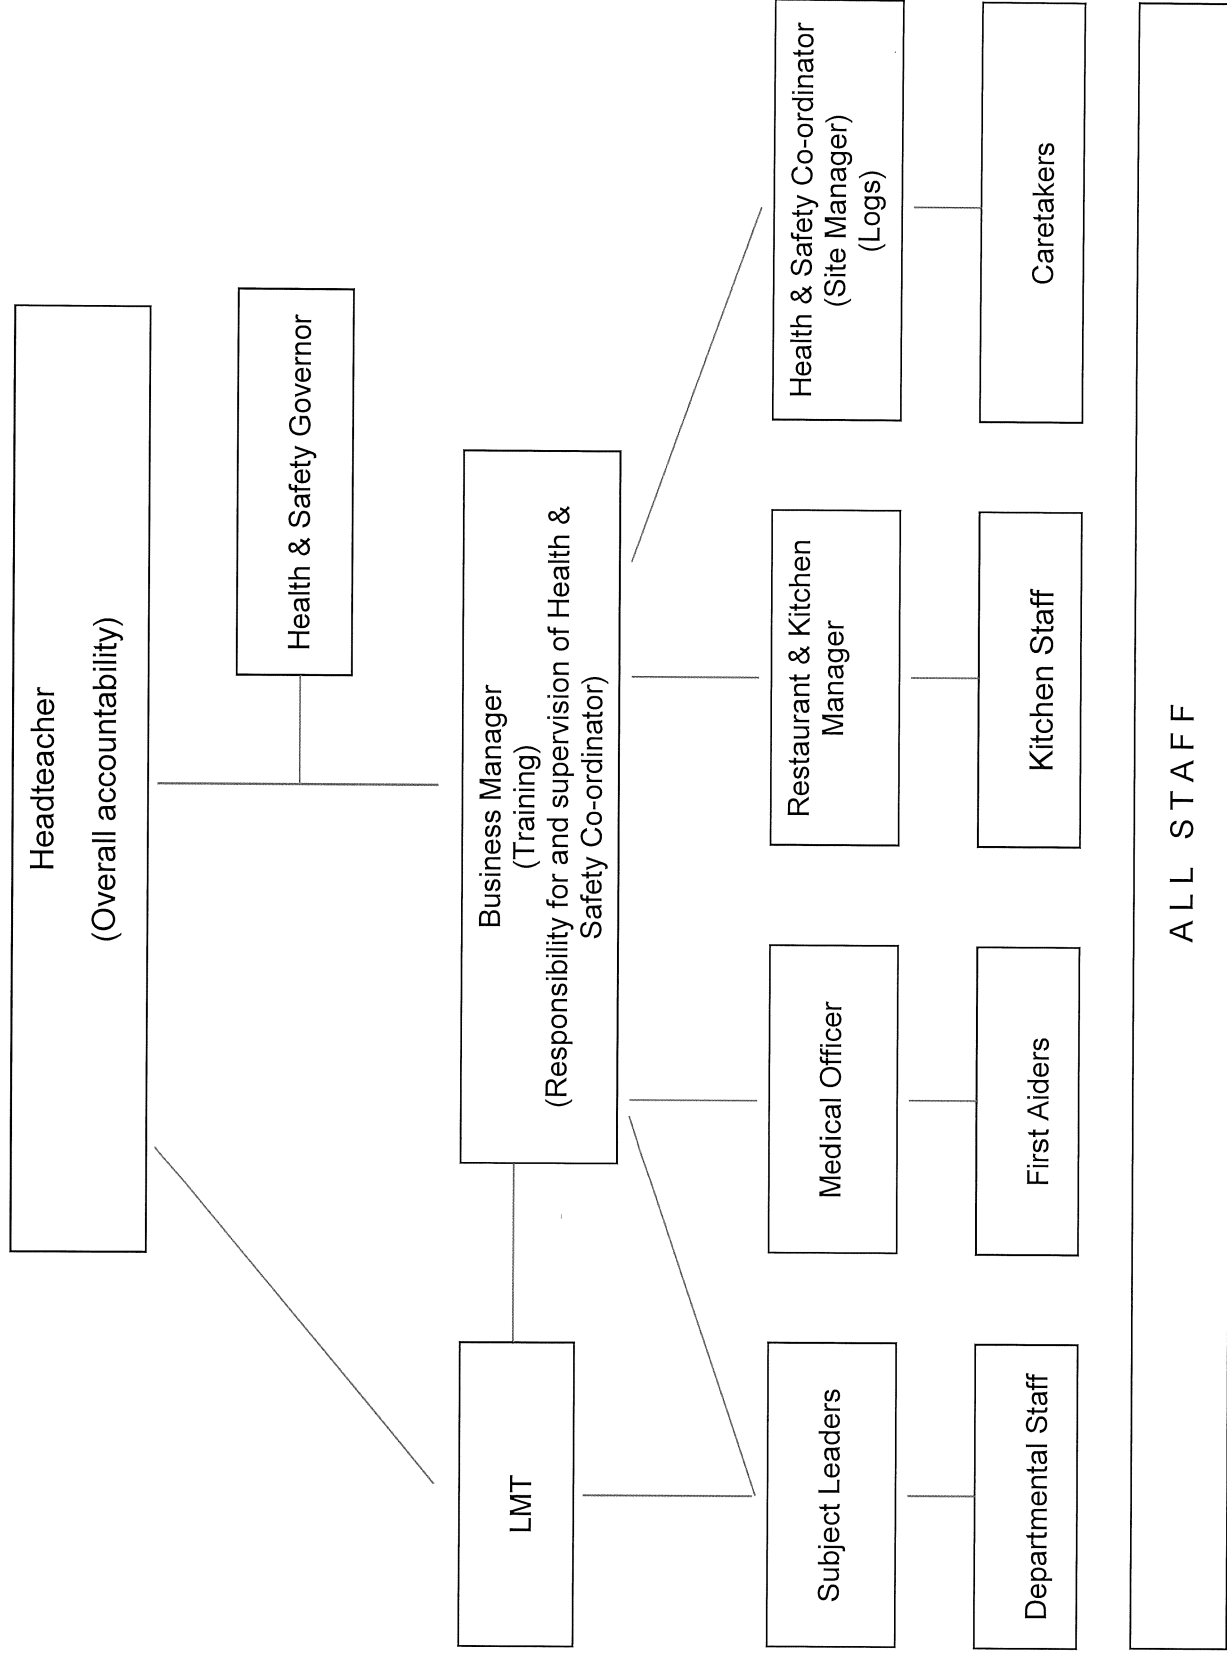 Headteacher
(Overall accountability)
Health & Safety Governor
Business Manager
(Training)
(Responsibility for and supervision of Health &
Safety Co-ordinator)
LMT
Subject Leaders
Medical Officer
Restaurant & Kitchen
Manager
Health & Safety Co-ordinator
(Site Manager)
(Logs)
Departmental Staff
First Aiders
Kitchen Staff
Caretakers
ALL STAFF